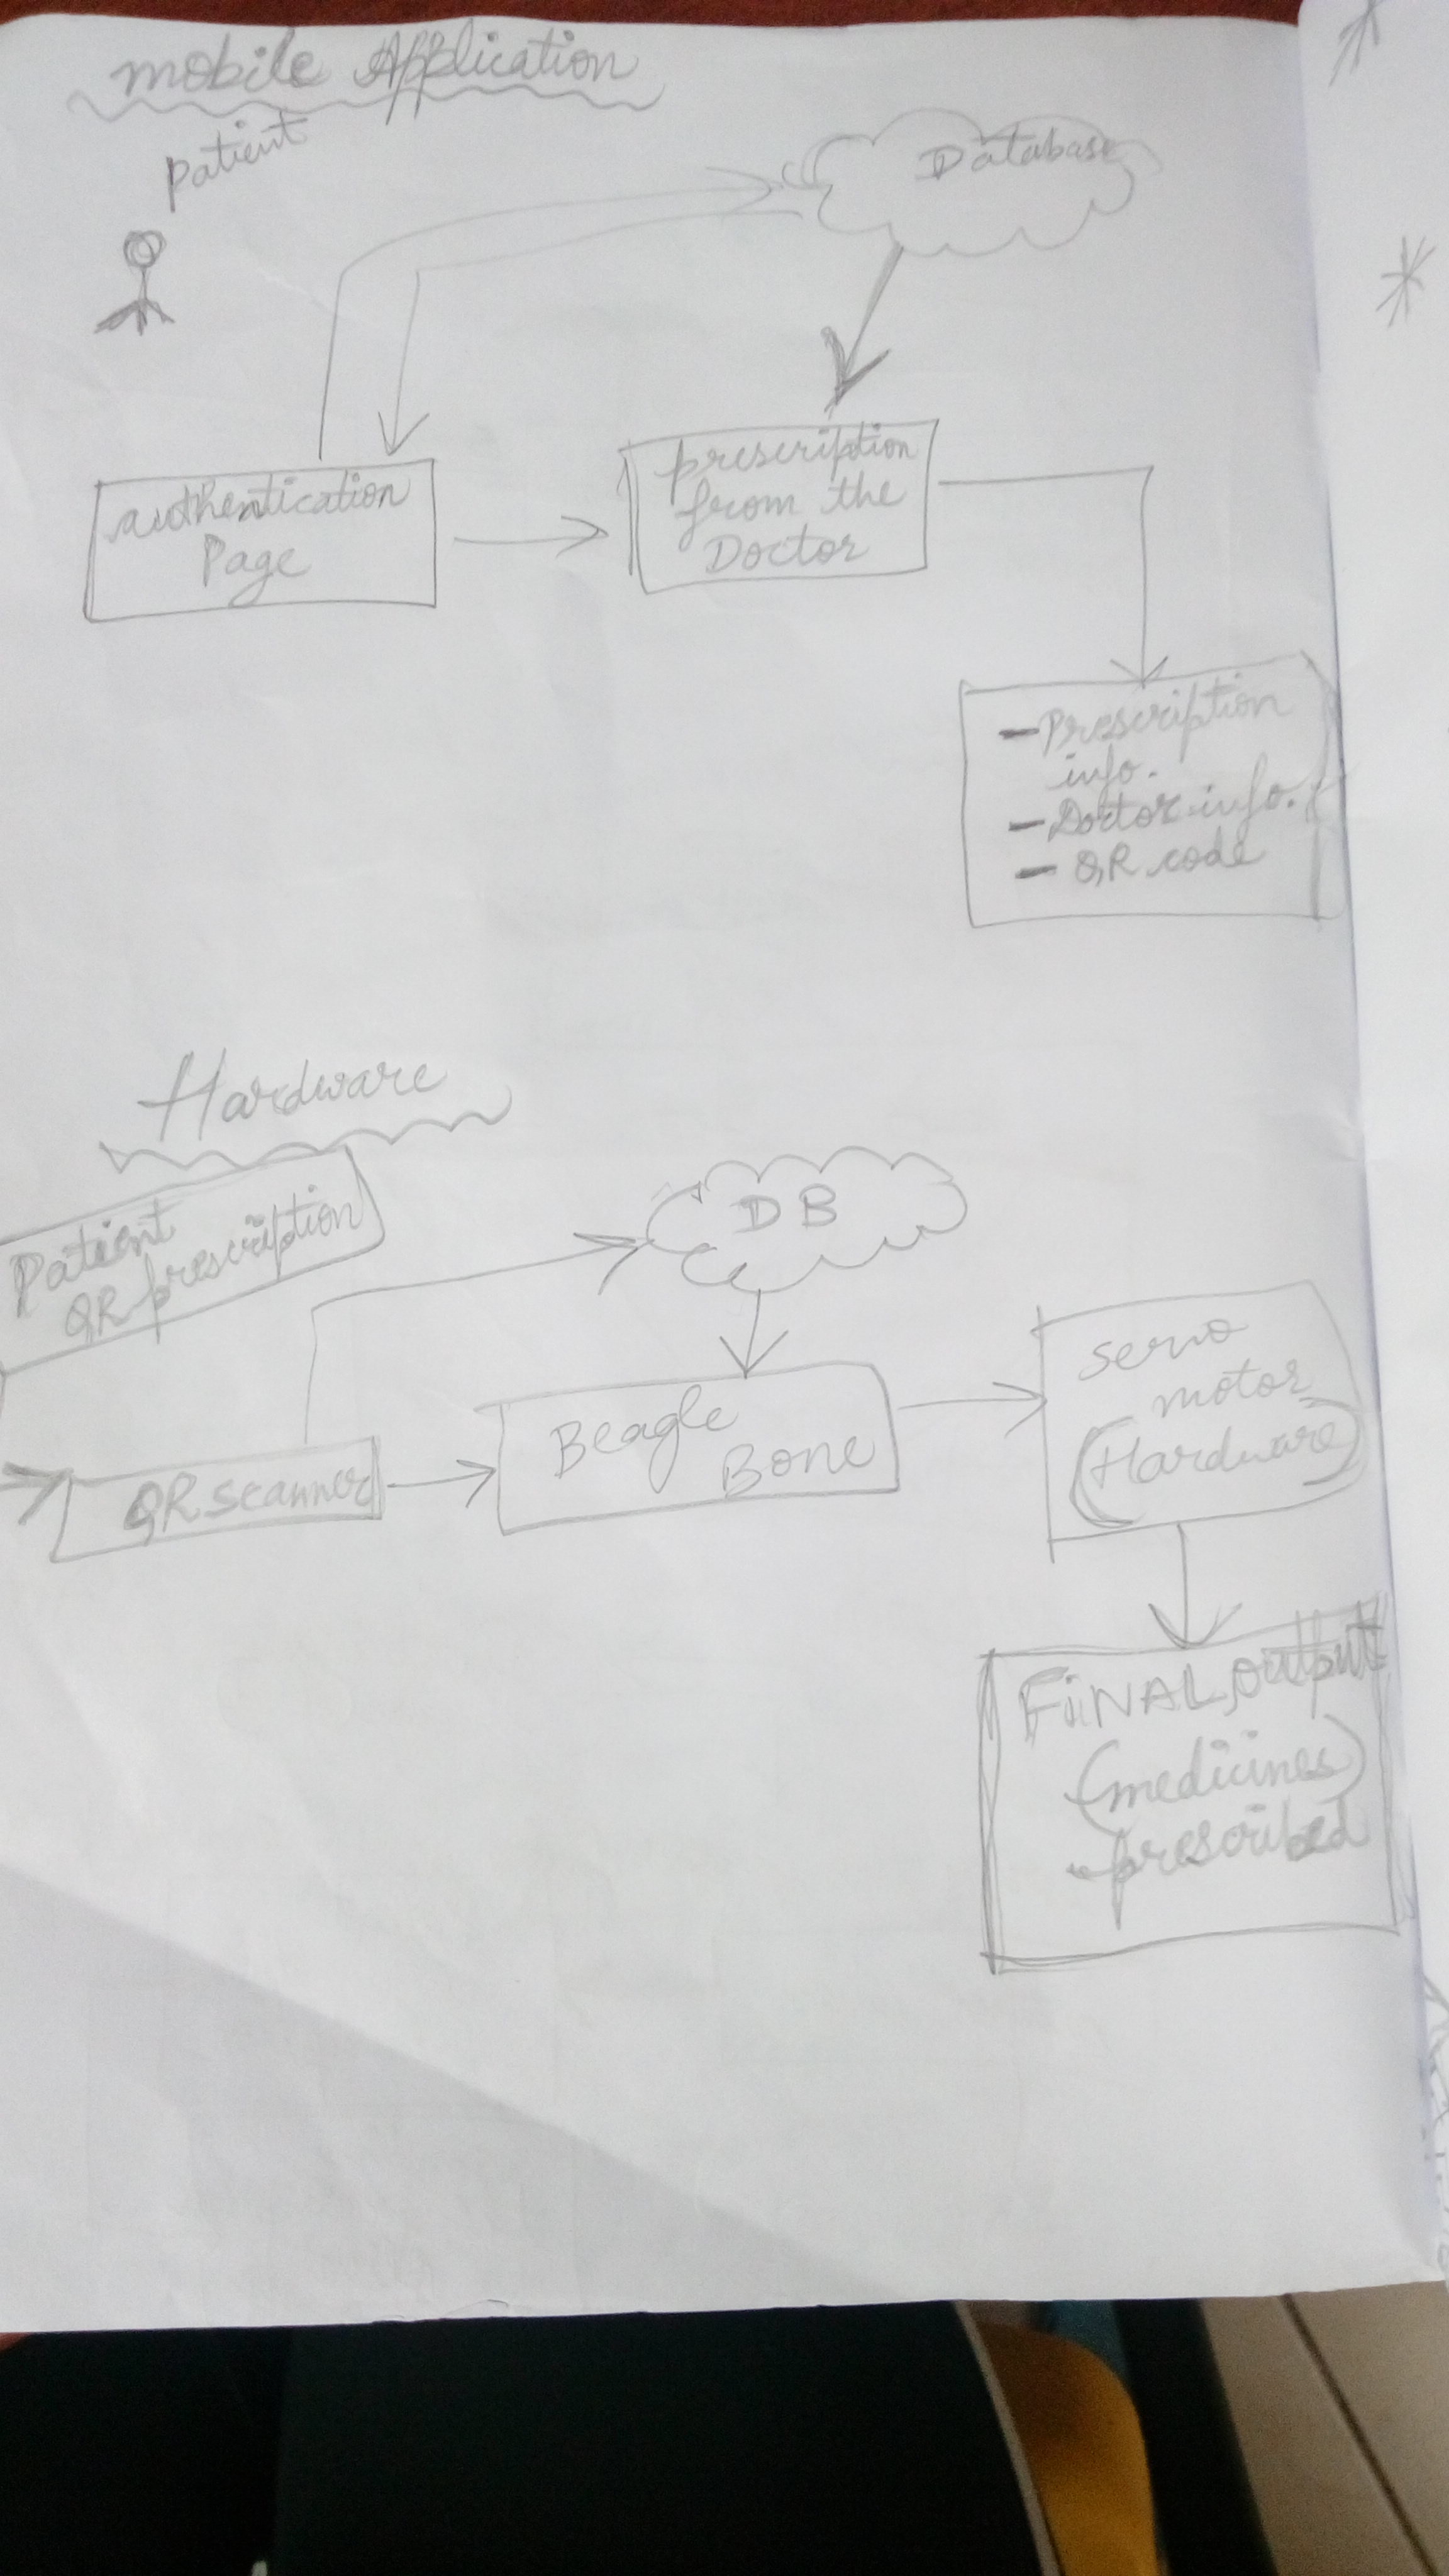 mobile Application
Patient
Database
authentication
Page
prescription
from the
Doctor
- Prescription
info.
- Doctor info.
- QR code
Hardware
Patient
QR prescription
DB
QR scanner
Beagle
Bone
servo
motor
(Hardware)
FiNAL output
(medicines)
prescribed